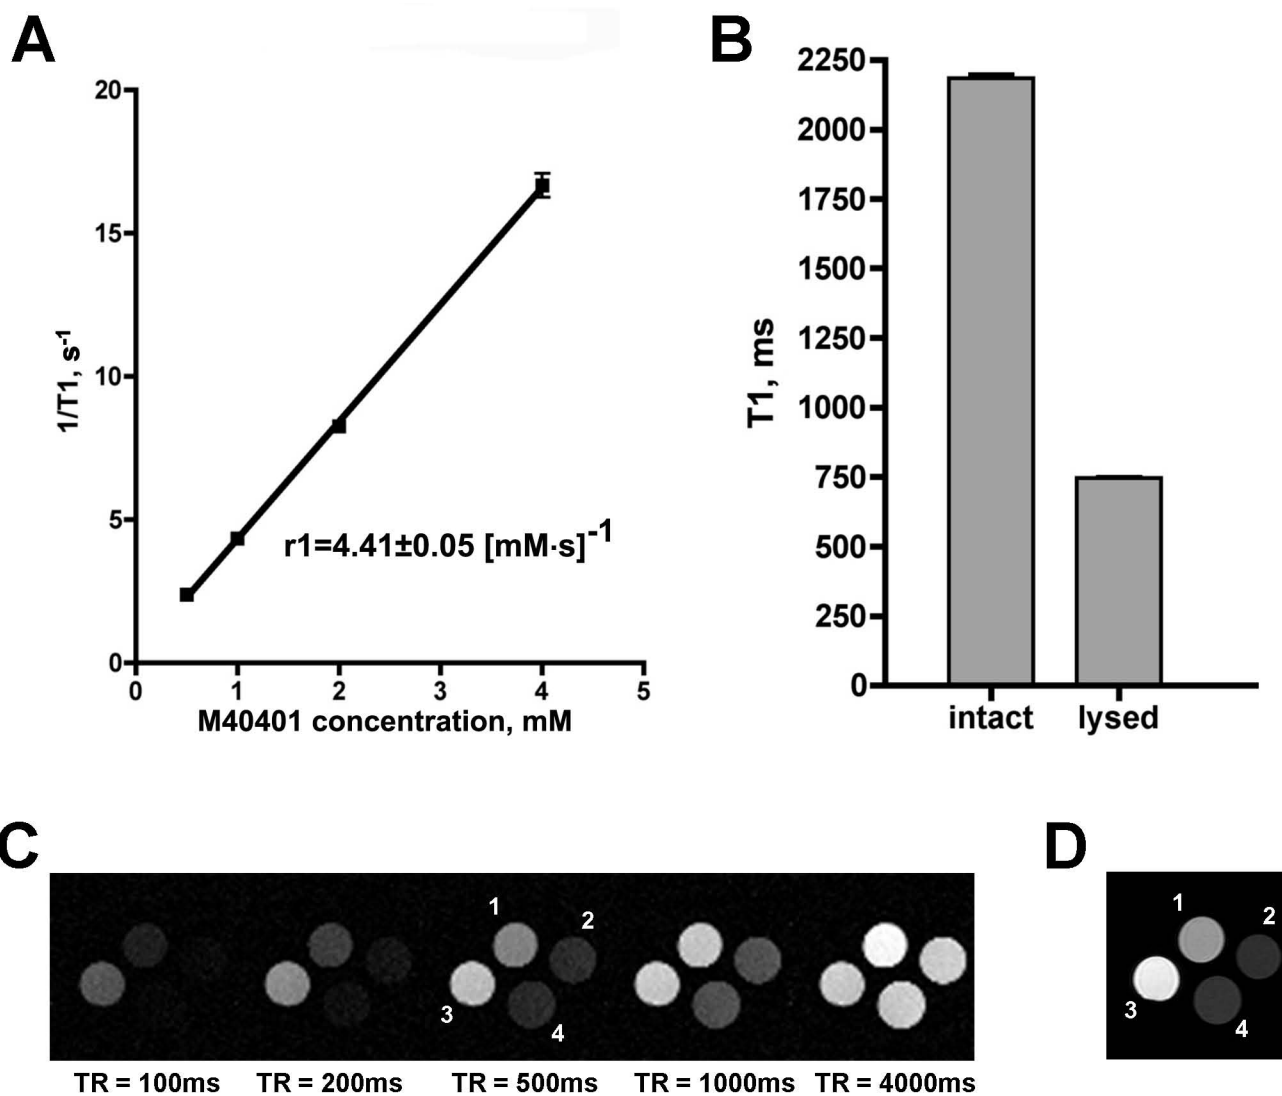 A
20
15
10
5
0
1/T1, s-1
0 1 2 3 4 5
M40401 concentration, mM
r1=4.41±0.05 [mM·s]-1
B
2250
2000
1750
1500
1250
1000
750
500
250
0
T1, ms
intact lysed
C
1 2
3 4
TR = 100ms TR = 200ms TR = 500ms TR = 1000ms TR = 4000ms
D
1 2
3 4